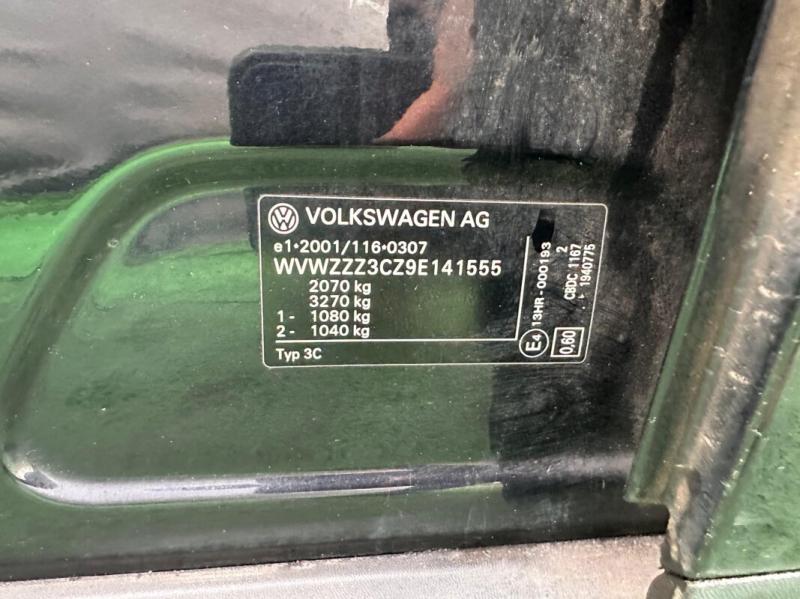 VOLKSWAGEN AG
e1•2001/116•0307
WVWZZZ3CZ9E141555
2070 kg
3270 kg
1- 1080 kg
2- 1040 kg
Typ 3C
E4 13HR-000193
2
CBDC 1167
1940775
0,60